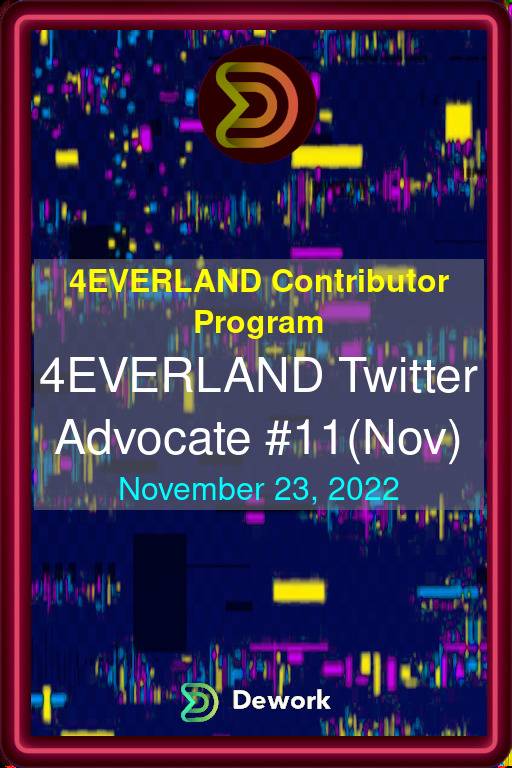 4EVERLAND Contributor
Program
4EVERLAND Twitter
Advocate #11(Nov)
November 23, 2022
Dework